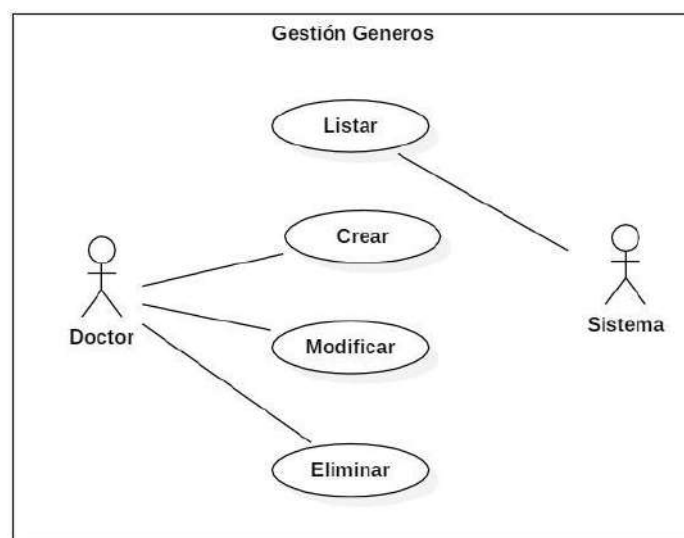 Gestión Generos
Listar
Crear
Doctor
Modificar
Sistema
Eliminar